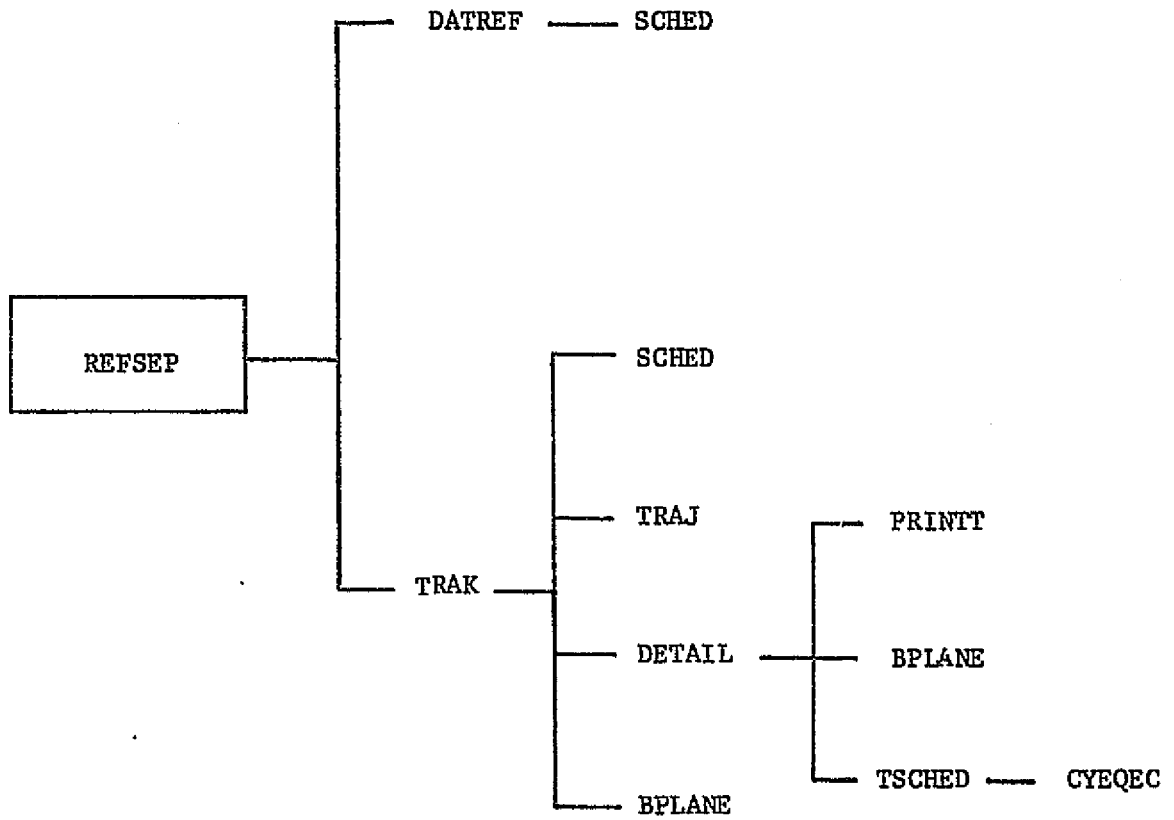 DATREF SCHED
REFSEP
SCHED
TRAJ
PRINTT
TRAK
DETAIL
BPLANE
TSCHED CYEQEC
BPLANE